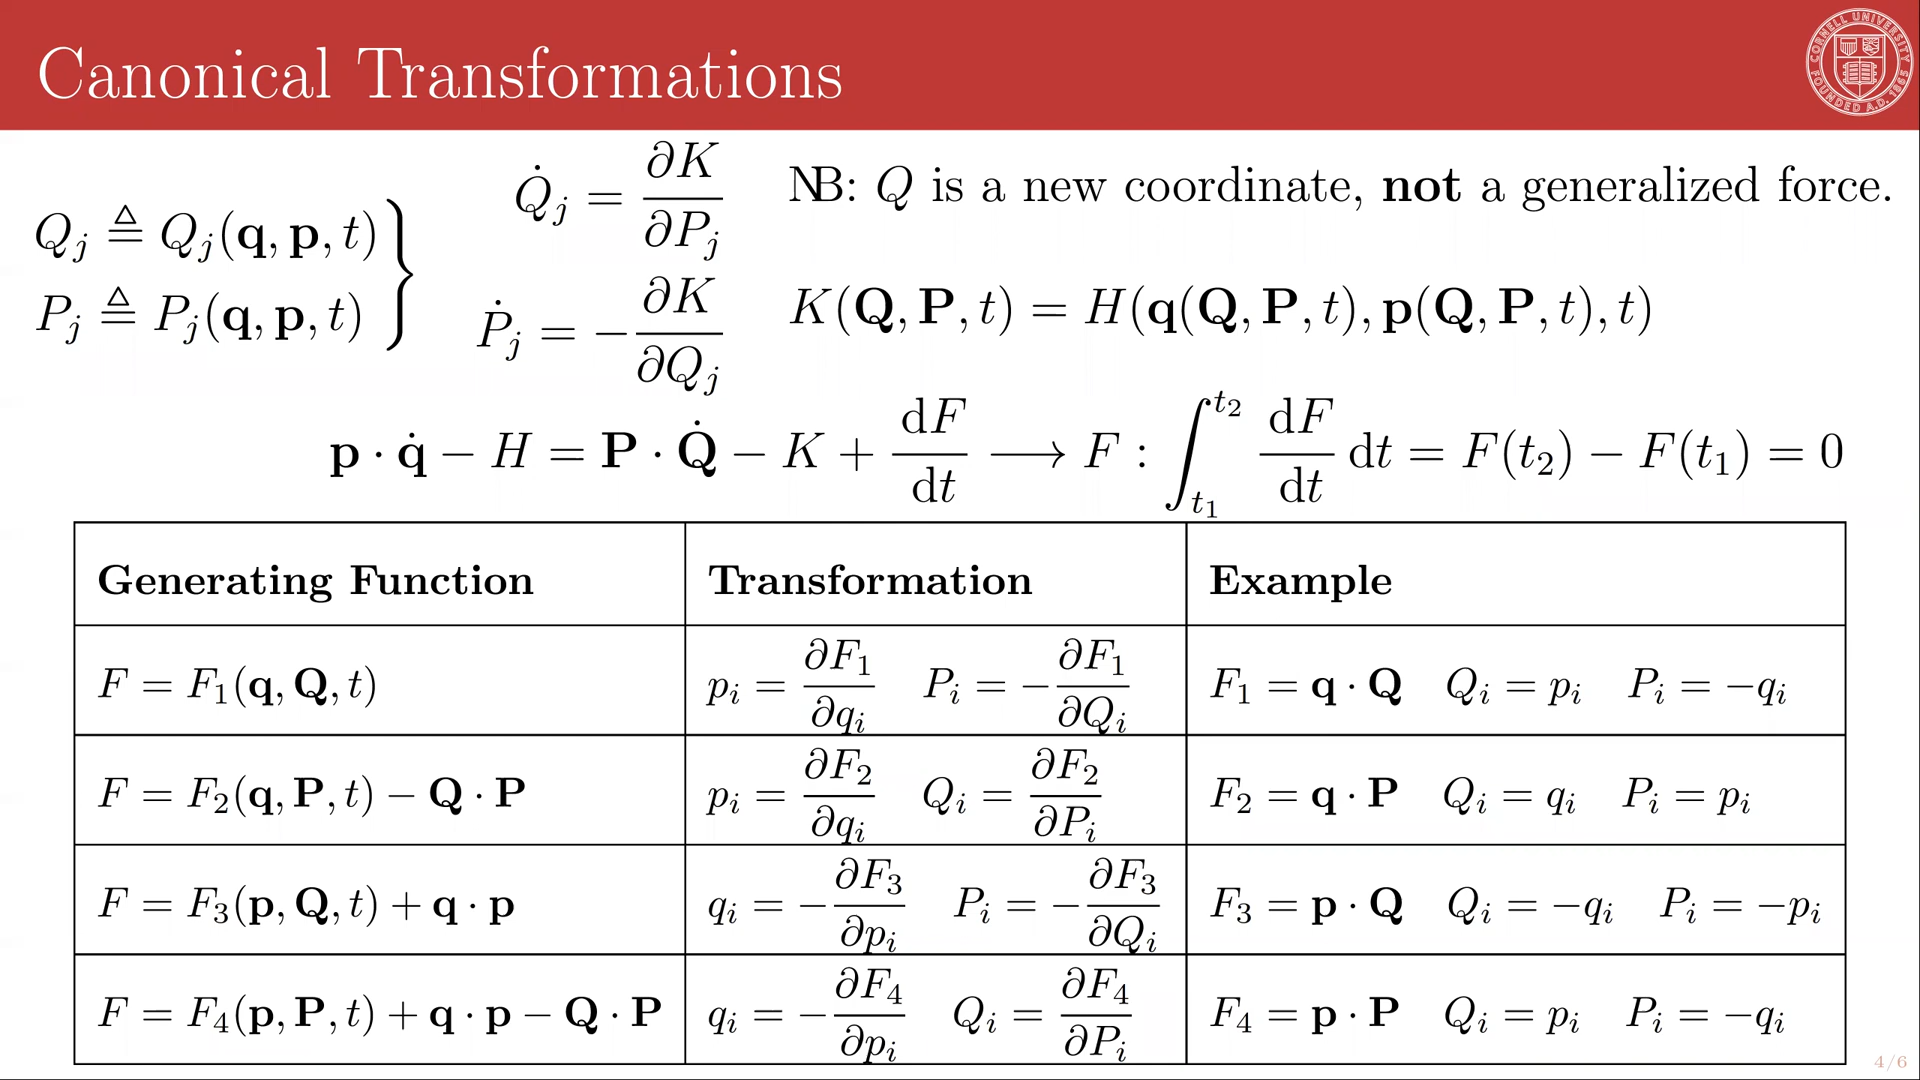 Canonical Transformations
CORNELL UNIVERSITY
FOUNDED A.D. 1865
Q_j ≜ Q_j(𝐪, 𝐩, t)
P_j ≜ P_j(𝐪, 𝐩, t)
Q̇_j = ∂K/∂P_j
Ṗ_j = −∂K/∂Q_j
NB: Q is a new coordinate, not a generalized force.
K(𝐐, 𝐏, t) = H(𝐪(𝐐, 𝐏, t), 𝐩(𝐐, 𝐏, t), t)
𝐩 · 𝐪̇ − H = 𝐏 · 𝐐̇ − K + dF/dt ⟶ F : ∫_{t_1}^{t_2} dF/dt dt = F(t_2) − F(t_1) = 0
Generating Function Transformation Example
F = F_1(𝐪, 𝐐, t) p_i = ∂F_1/∂q_i P_i = −∂F_1/∂Q_i F_1 = 𝐪 · 𝐐 Q_i = p_i P_i = −q_i
F = F_2(𝐪, 𝐏, t) − 𝐐 · 𝐏 p_i = ∂F_2/∂q_i Q_i = ∂F_2/∂P_i F_2 = 𝐪 · 𝐏 Q_i = q_i P_i = p_i
F = F_3(𝐩, 𝐐, t) + 𝐪 · 𝐩 q_i = −∂F_3/∂p_i P_i = −∂F_3/∂Q_i F_3 = 𝐩 · 𝐐 Q_i = −q_i P_i = −p_i
F = F_4(𝐩, 𝐏, t) + 𝐪 · 𝐩 − 𝐐 · 𝐏 q_i = −∂F_4/∂p_i Q_i = ∂F_4/∂P_i F_4 = 𝐩 · 𝐏 Q_i = p_i P_i = −q_i
4/6